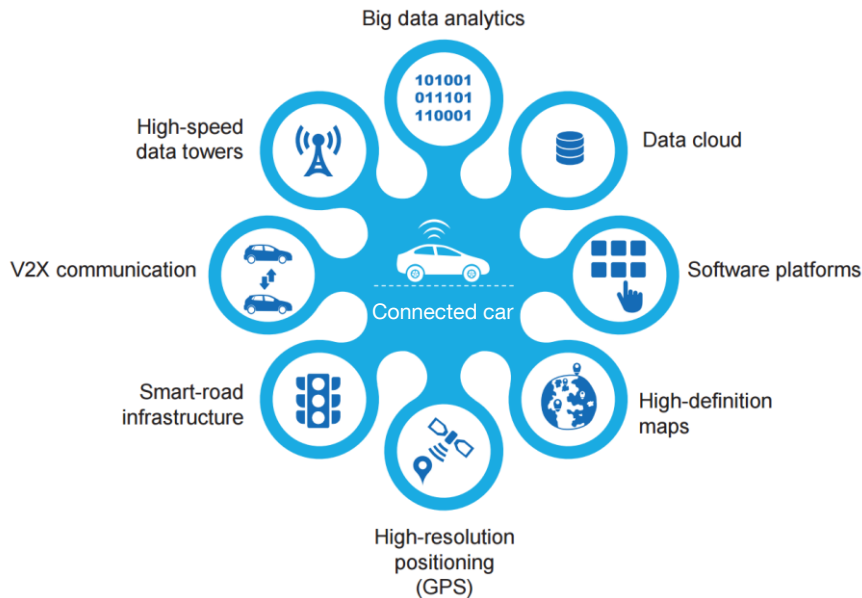 Big data analytics
101001
011101
110001
High-speed
data towers
Data cloud
V2X communication
Software platforms
Connected car
Smart-road
infrastructure
High-definition
maps
High-resolution
positioning
(GPS)